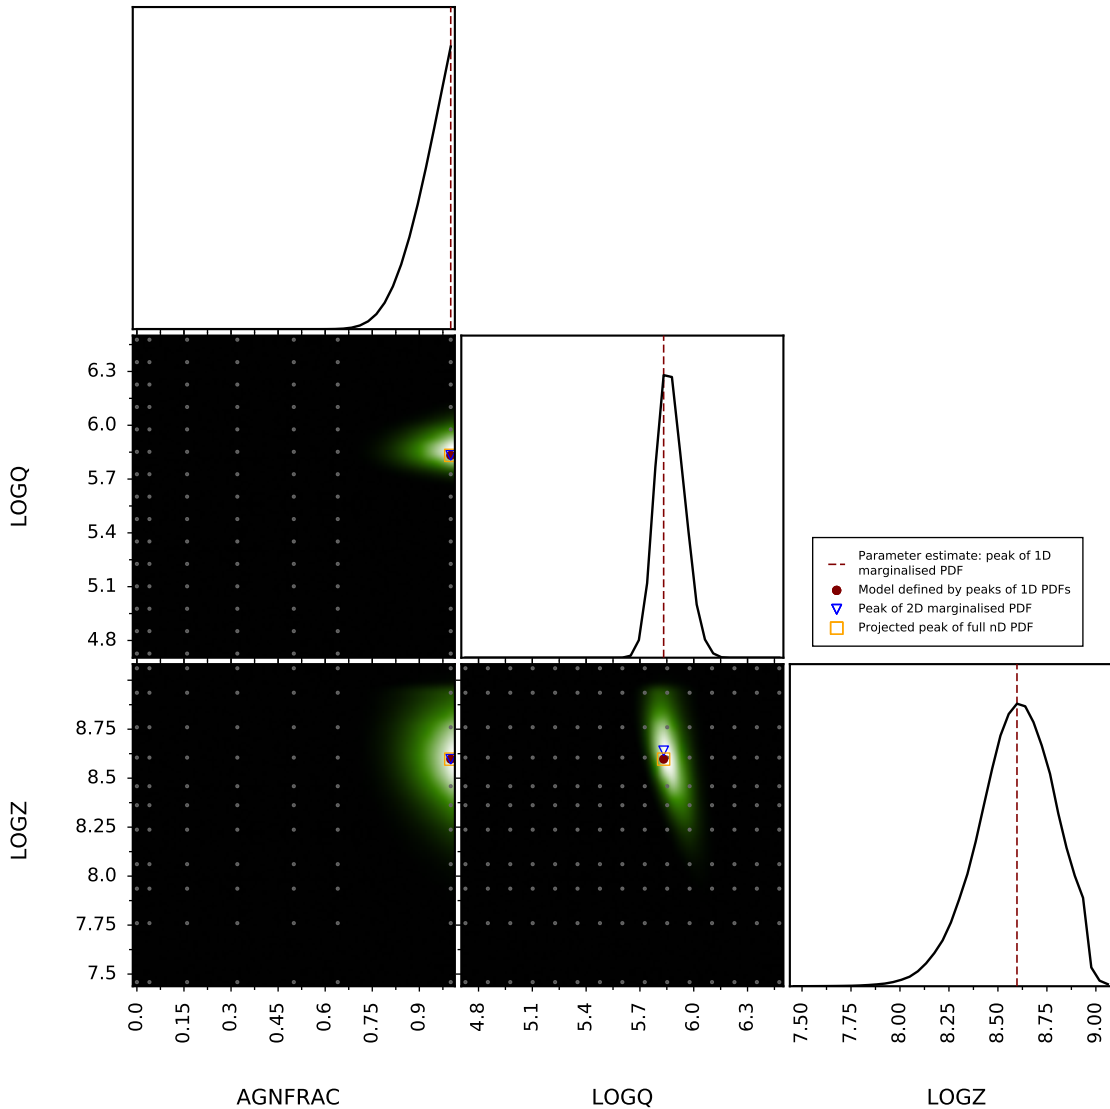 LOGQ
6.3
6.0
5.7
5.4
5.1
4.8
Parameter estimate: peak of 1D
marginalised PDF
Model defined by peaks of 1D PDFs
Peak of 2D marginalised PDF
Projected peak of full nD PDF
LOGZ
8.75
8.5
8.25
8.0
7.75
7.5
0.0 0.15 0.3 0.45 0.6 0.75 0.9
4.8 5.1 5.4 5.7 6.0 6.3
7.50 7.75 8.00 8.25 8.50 8.75 9.00
AGNFRAC LOGQ LOGZ